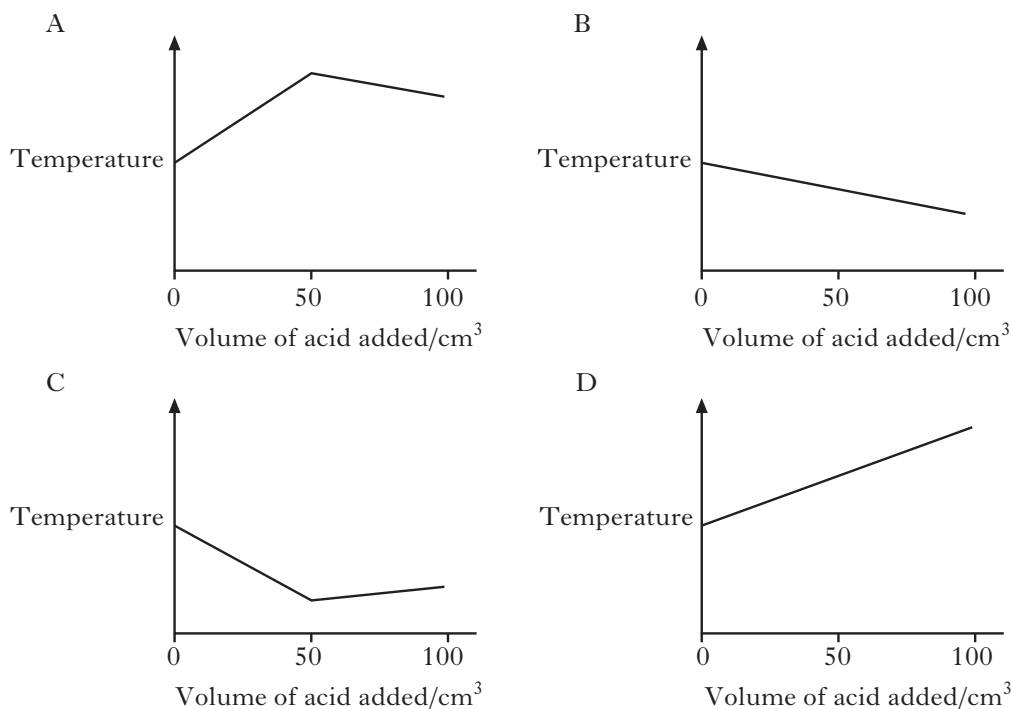 A
Temperature
0 50 100
Volume of acid added/cm³
B
Temperature
0 50 100
Volume of acid added/cm³
C
Temperature
0 50 100
Volume of acid added/cm³
D
Temperature
0 50 100
Volume of acid added/cm³